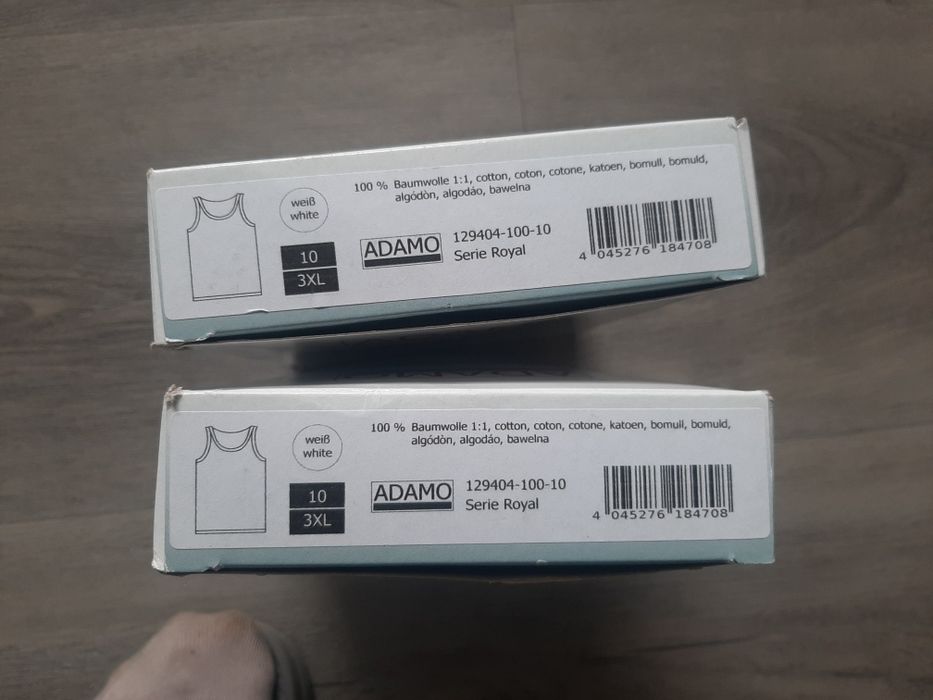 100 % Baumwolle 1:1, cotton, coton, cotone, katoen, bomull, bomuld,
algódòn, algodáo, bawelna
weiß
white
10
3XL
ADAMO
129404-100-10
Serie Royal
4 045276 184708
100 % Baumwolle 1:1, cotton, coton, cotone, katoen, bomull, bomuld,
algódòn, algodáo, bawelna
weiß
white
10
3XL
ADAMO
129404-100-10
Serie Royal
4 045276 184708